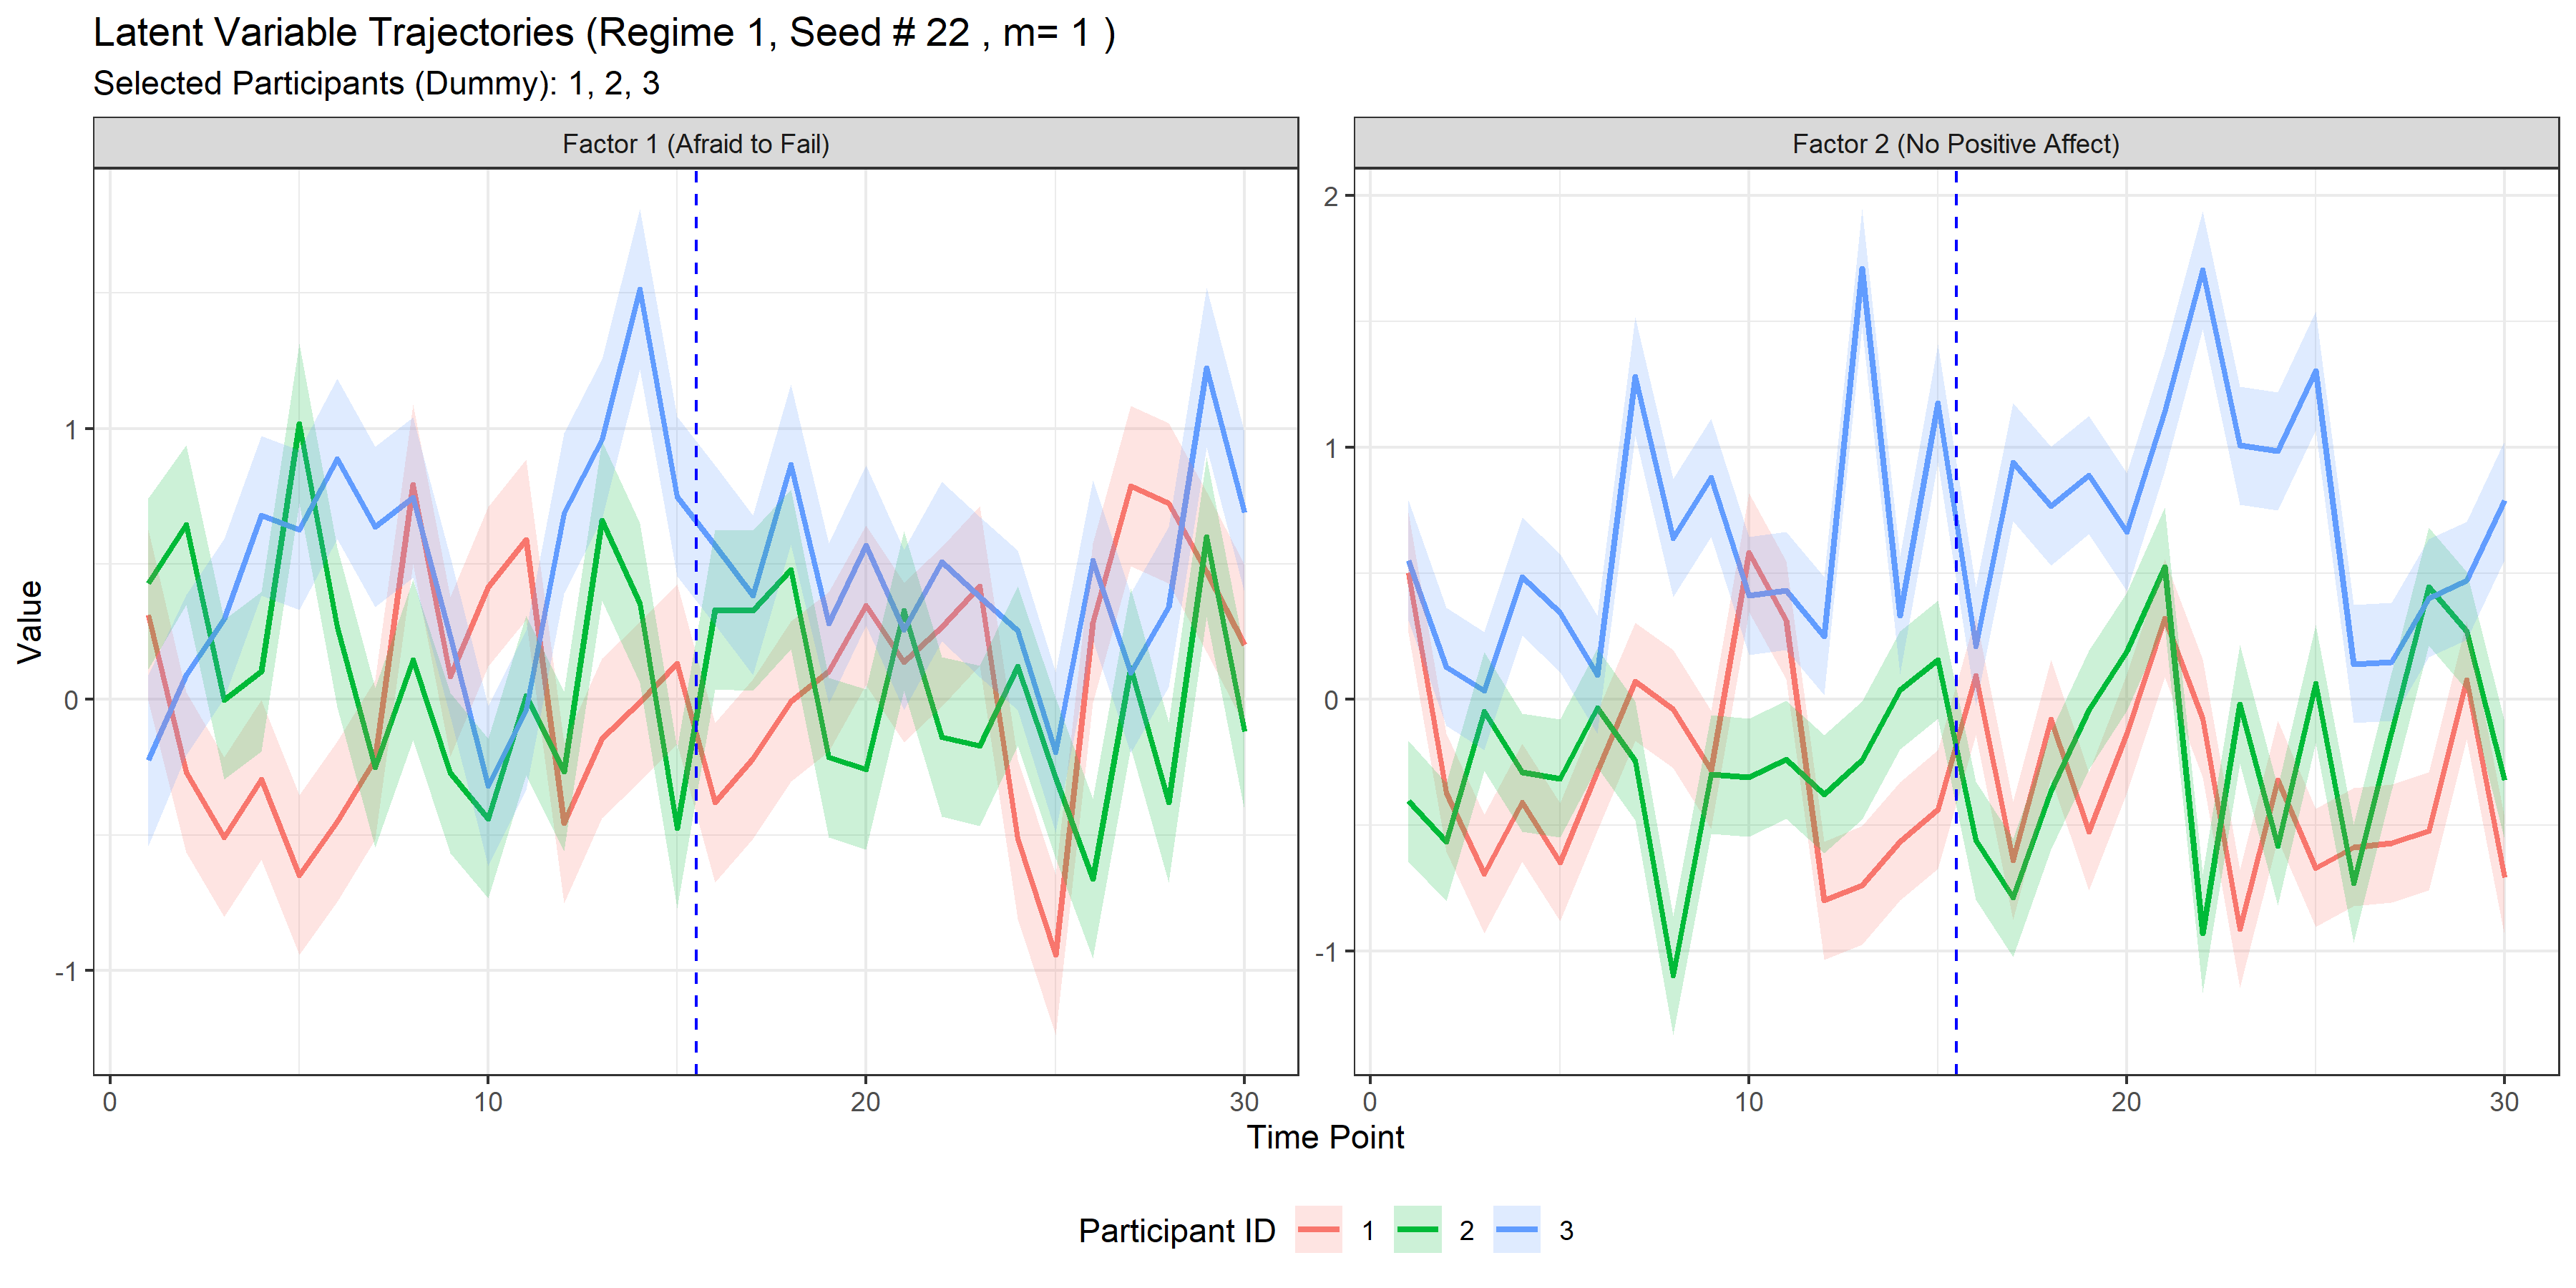 Latent Variable Trajectories (Regime 1, Seed # 22 , m= 1 )
Selected Participants (Dummy): 1, 2, 3
Factor 1 (Afraid to Fail)
Factor 2 (No Positive Affect)
Value
1
0
-1
2
1
0
-1
0 10 20 30
0 10 20 30
Time Point
Participant ID 1 2 3